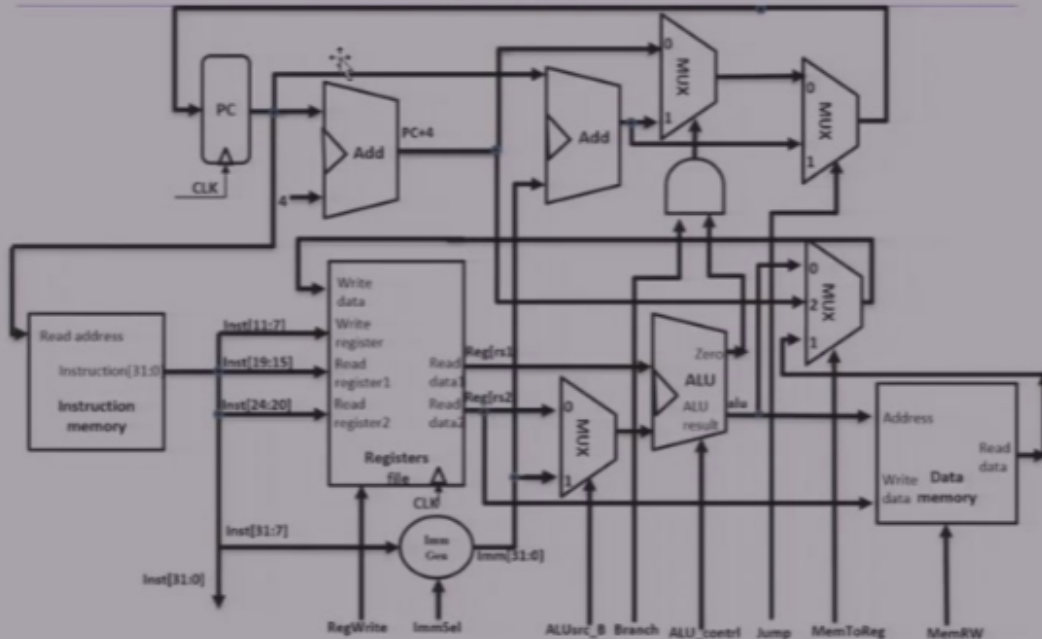 0
MUX
1
0
MUX
1
PC
CLK
Add
PC+4
4
Add
Write
data
Write
register
Read
register1
Read
register2
Read
data1
Read
data2
Registers
file
CLK
Inst[11:7]
Inst[19:15]
Inst[24:20]
Inst[31:7]
Inst[31:0]
Read address
Instruction(31:0
Instruction
memory
Reg[rs1
Reg[rs2
0
MUX
1
Zero
ALU
ALU
result
alu
0
2
1
MUX
Address
Read
data
Write
data
Data
memory
Imm
Gen
Imm[31:0]
RegWrite
ImmSel
ALUsrc_B
Branch
ALU_contrl
Jump
MemToReg
MemRW